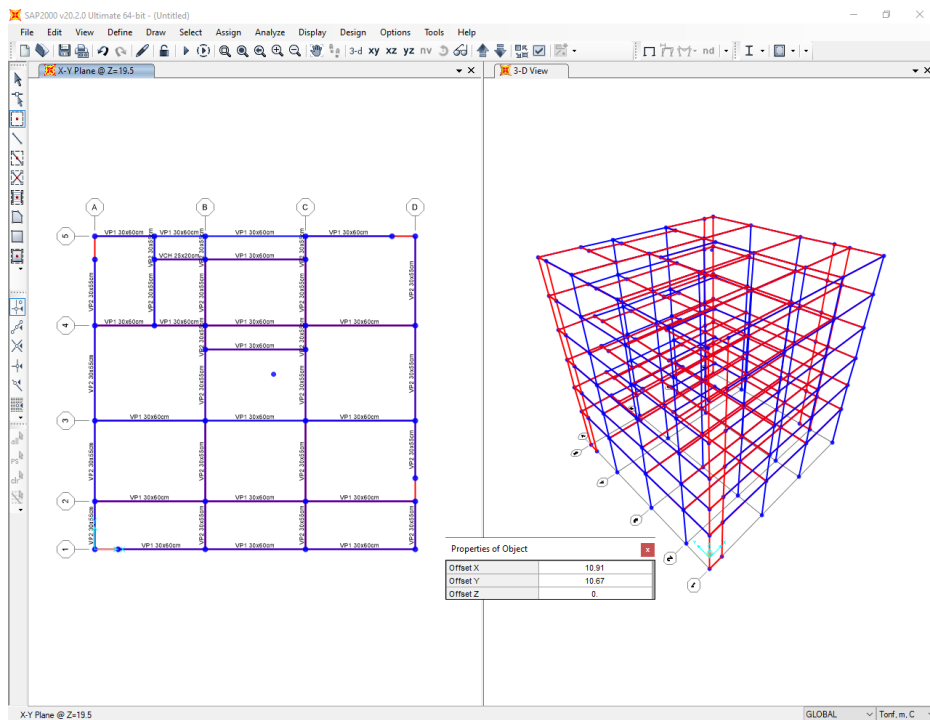 SAP2000 v20.2.0 Ultimate 64-bit - (Untitled)
File Edit View Define Draw Select Assign Analyze Display Design Options Tools Help
3-d xy xz yz nv
nd
X-Y Plane @ Z=19.5
3-D View
A B C D
5
VP1 30x60cm VP1 30x60cm VP1 30x60cm VP1 30x60cm
VCH 25x20cm VP1 30x60cm
VP2 30x55cm VP2 30x55cm VP2 30x55cm VP2 30x55cm VP2 30x55cm
4
VP1 30x60cm VP1 30x60cm VP1 30x60cm VP1 30x60cm
VP1 30x60cm
VP2 30x55cm VP2 30x55cm VP2 30x55cm VP2 30x55cm
3
VP1 30x60cm VP1 30x60cm VP1 30x60cm
VP2 30x55cm VP2 30x55cm VP2 30x55cm VP2 30x55cm
2
VP1 30x60cm VP1 30x60cm VP1 30x60cm
VP2 30x55cm VP2 30x55cm VP2 30x55cm VP2 30x55cm
1
VP1 30x60cm VP1 30x60cm VP1 30x60cm
Properties of Object
x
Offset X 10.91
Offset Y 10.67
Offset Z 0.
X-Y Plane @ Z=19.5
GLOBAL
Tonf, m, C